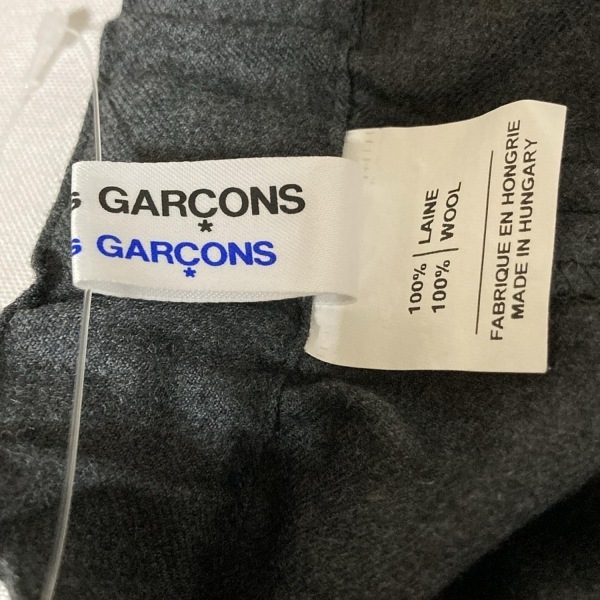 GARÇONS
*
GARÇONS
*
100% | LAINE
100% | WOOL
FABRIQUE EN HONGRIE
MADE IN HUNGARY